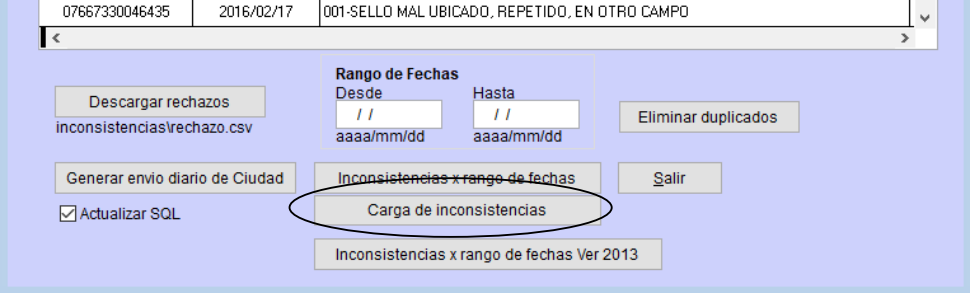 07667330046435 2016/02/17 001-SELLO MAL UBICADO, REPETIDO, EN OTRO CAMPO
Rango de Fechas
Desde Hasta
Descargar rechazos / / / / Eliminar duplicados
inconsistencias\rechazo.csv aaaa/mm/dd aaaa/mm/dd
Generar envio diario de Ciudad Inconsistencias x rango de fechas Salir
Actualizar SQL Carga de inconsistencias
Inconsistencias x rango de fechas Ver 2013